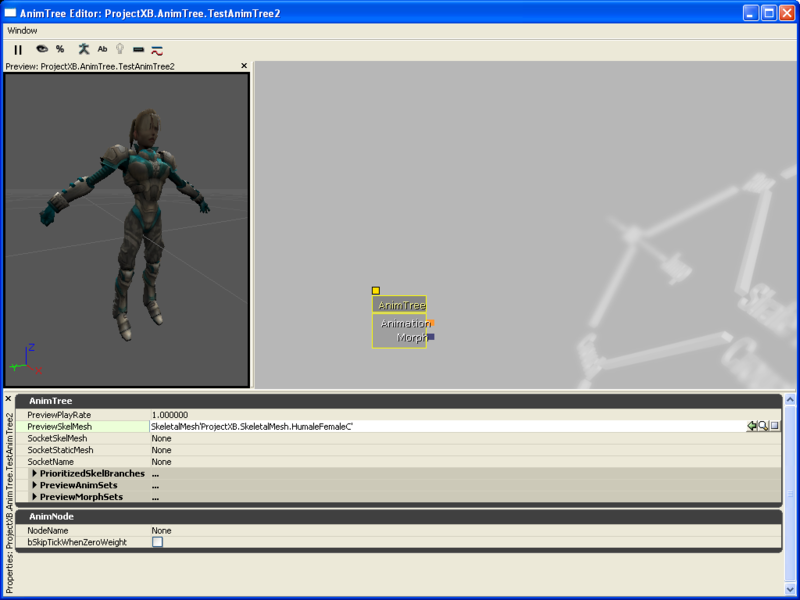 AnimTree Editor: ProjectXB.AnimTree.TestAnimTree2
Window
% Ab
Preview: ProjectXB.AnimTree.TestAnimTree2
AnimTree
Animation
Morph
Z
Y
X
Properties: ProjectXB.AnimTree.TestAnimTree2
AnimTree
PreviewPlayRate 1.000000
PreviewSkelMesh SkeletalMesh'ProjectXB.SkeletalMesh.HumaleFemaleC'
SocketSkelMesh None
SocketStaticMesh None
SocketName None
PrioritizedSkelBranches ...
PreviewAnimSets ...
PreviewMorphSets ...
AnimNode
NodeName None
bSkipTickWhenZeroWeight